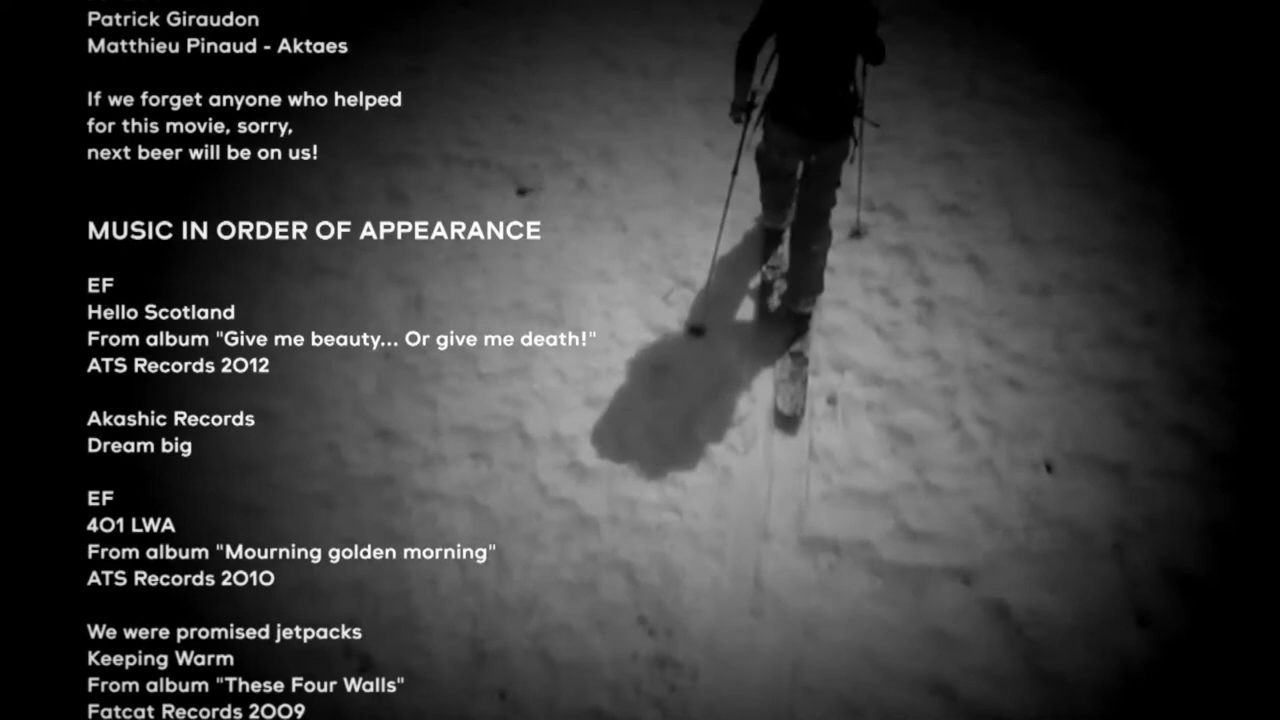 Patrick Giraudon
Matthieu Pinaud - Aktaes
If we forget anyone who helped
for this movie, sorry,
next beer will be on us!
MUSIC IN ORDER OF APPEARANCE
EF
Hello Scotland
From album "Give me beauty... Or give me death!"
ATS Records 2012
Akashic Records
Dream big
EF
401 LWA
From album "Mourning golden morning"
ATS Records 2010
We were promised jetpacks
Keeping Warm
From album "These Four Walls"
Fatcat Records 2009